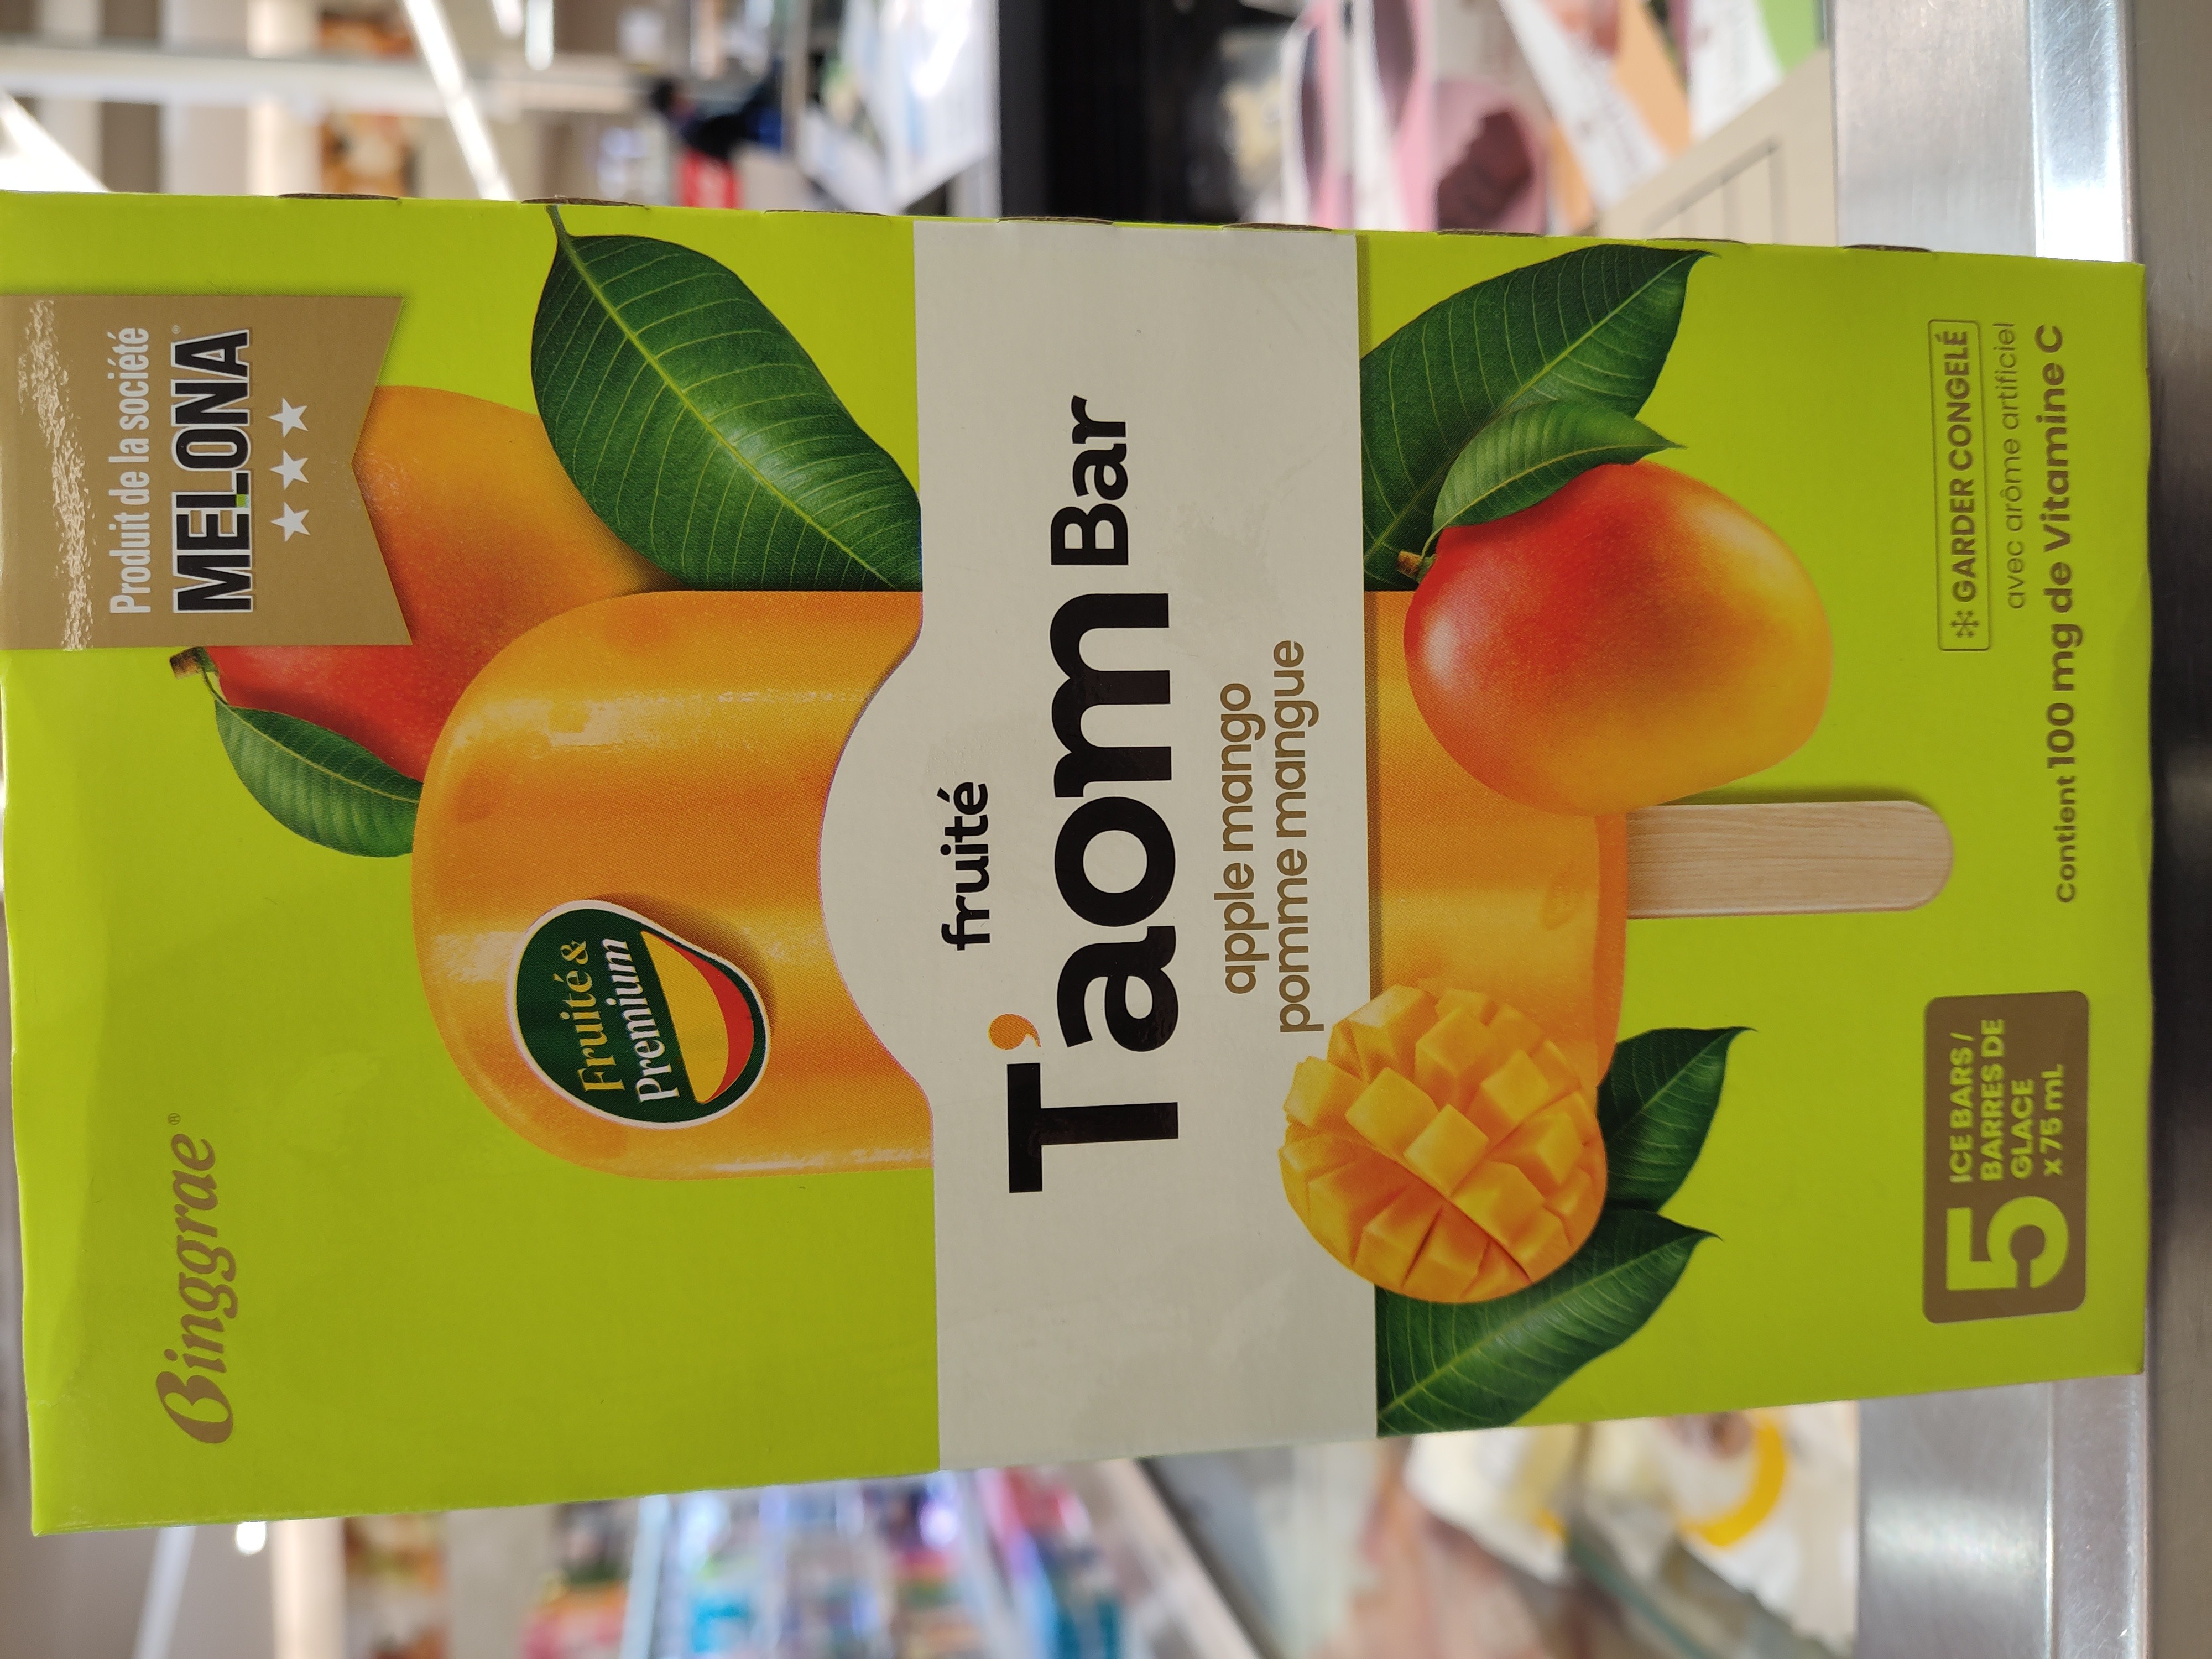 Binggrae®
Produit de la société
MELONA®
Fruité &
Premium
fruité
T'aom Bar
apple mango
pomme mangue
5 ICE BARS /
BARRES DE
GLACE
x 75 mL
GARDER CONGELÉ
avec arôme artificiel
Contient 100 mg de Vitamine C